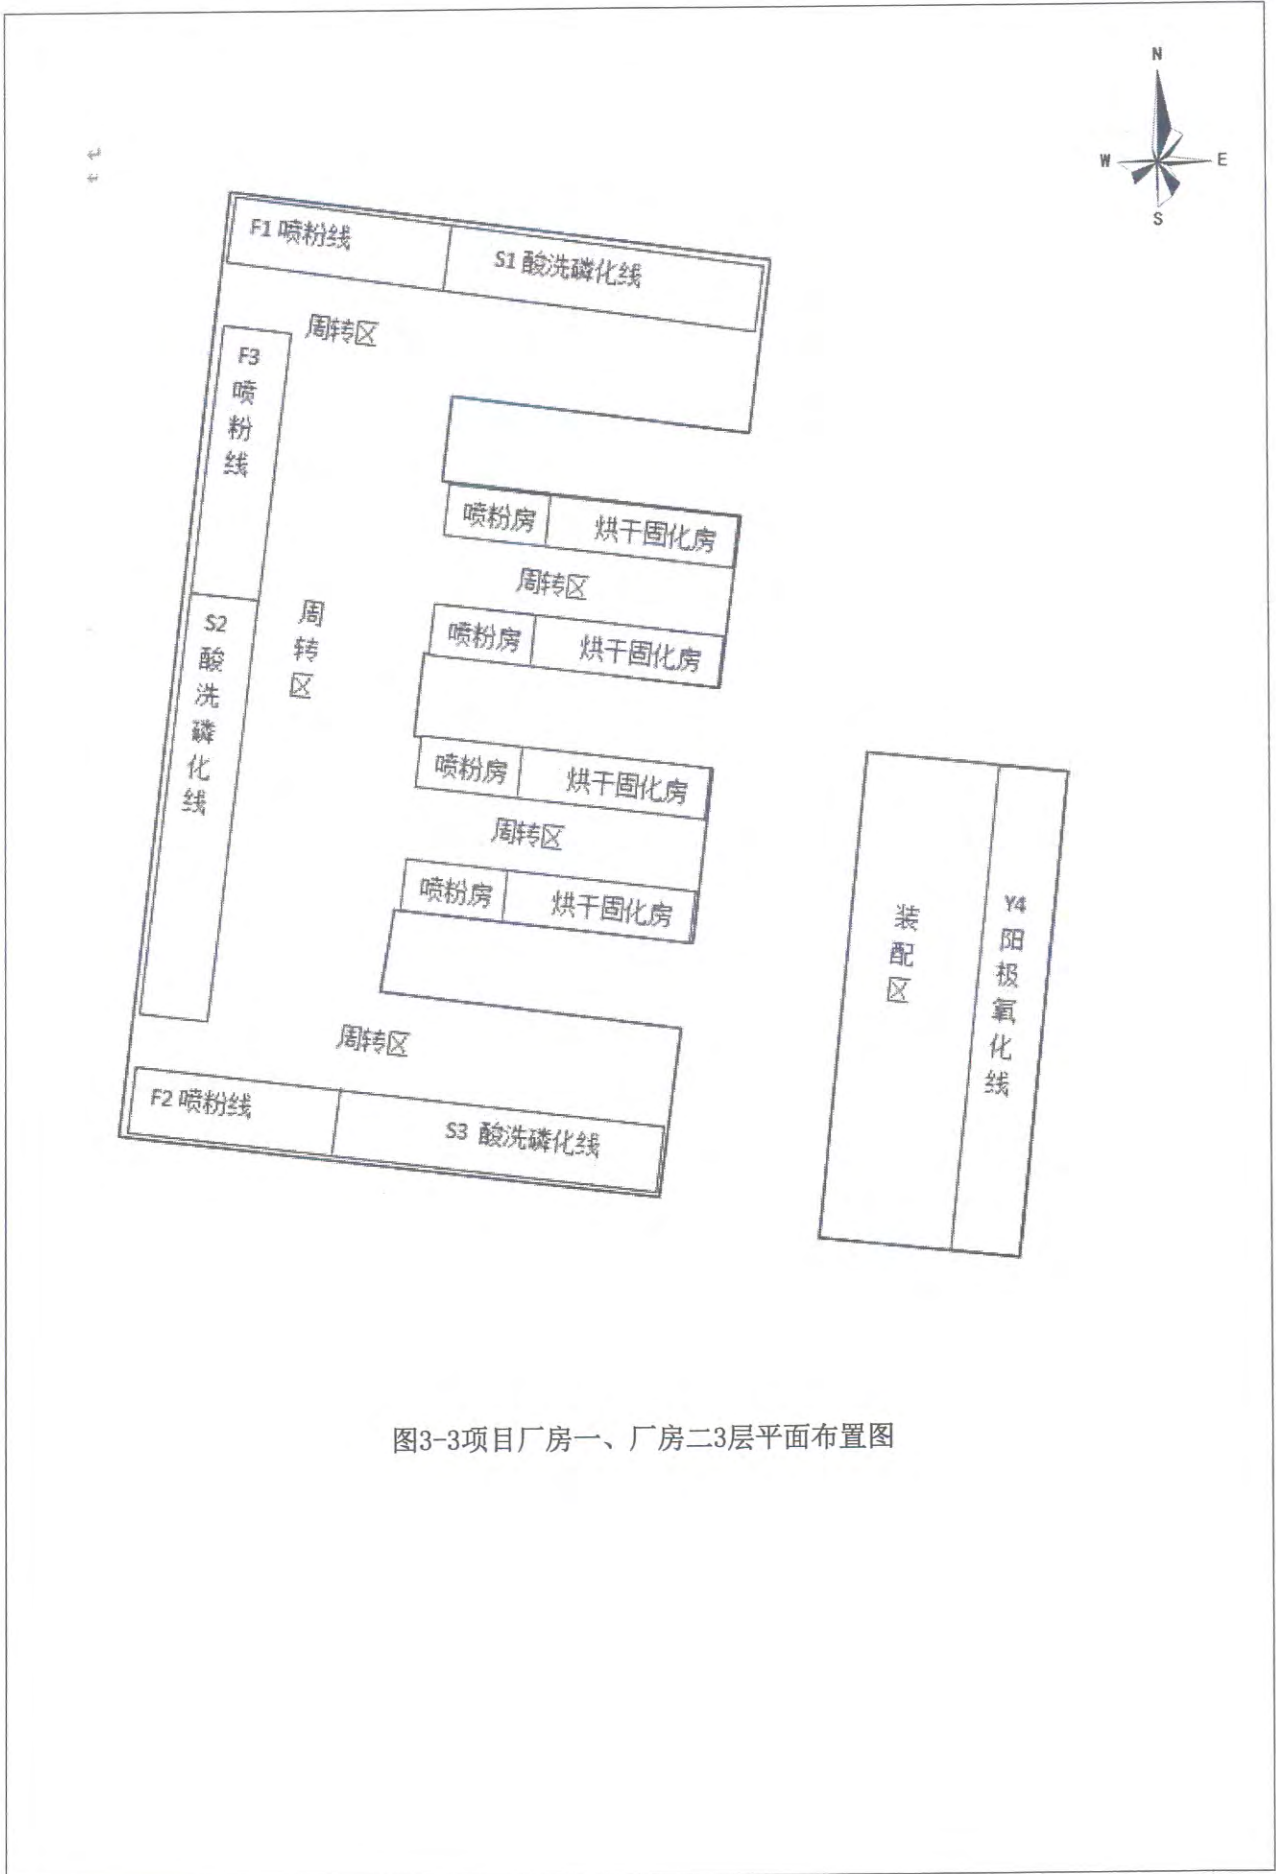 N
W
E
S
F1 喷粉线
S1 酸洗磷化线
周转区
F3
喷
粉
线
喷粉房
烘干固化房
周转区
周
转
区
S2
酸
洗
磷
化
线
喷粉房
烘干固化房
喷粉房
烘干固化房
周转区
喷粉房
烘干固化房
装
配
区
Y4
阳
极
氧
化
线
周转区
F2 喷粉线
S3 酸洗磷化线
图3-3项目厂房一、厂房二3层平面布置图